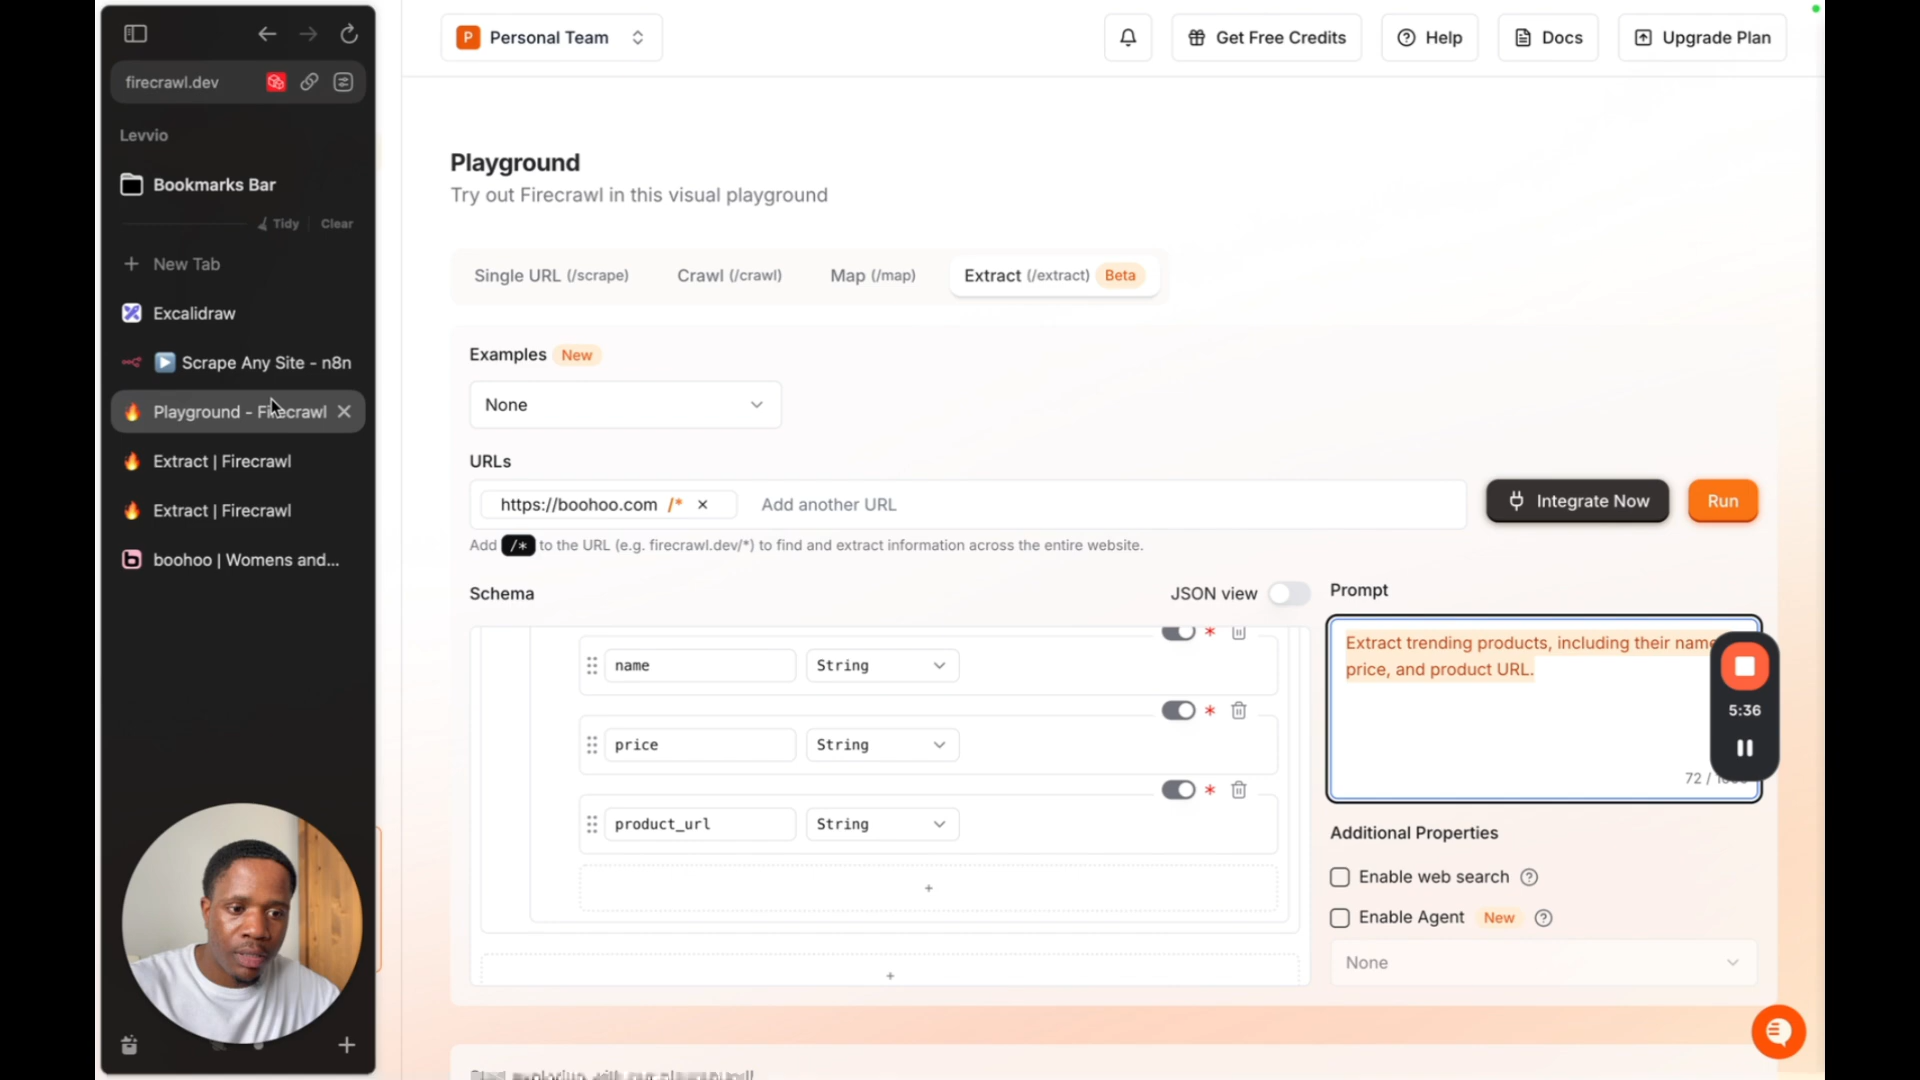 firecrawl.dev
Levvio
Bookmarks Bar
Tidy
Clear
New Tab
Excalidraw
Scrape Any Site - n8n
Playground - Firecrawl
Extract | Firecrawl
Extract | Firecrawl
boohoo | Womens and...
P Personal Team
Get Free Credits
Help
Docs
Upgrade Plan
Playground
Try out Firecrawl in this visual playground
Single URL (/scrape)
Crawl (/crawl)
Map (/map)
Extract (/extract) Beta
Examples New
None
URLs
https://boohoo.com /* ×
Add another URL
Integrate Now
Run
Add /* to the URL (e.g. firecrawl.dev/*) to find and extract information across the entire website.
Schema
JSON view
*
name
String
*
price
String
*
product_url
String
+
+
Prompt
Extract trending products, including their name
price, and product URL.
72 /
5:36
Additional Properties
Enable web search
Enable Agent New
None